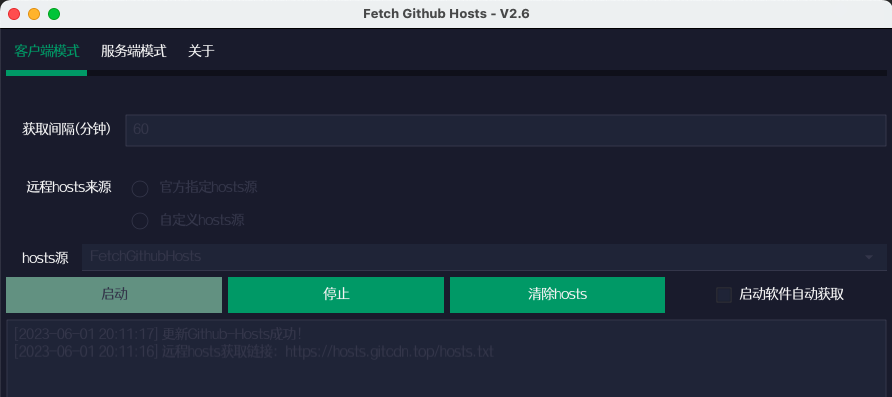 Fetch Github Hosts - V2.6
客户端模式 服务端模式 关于
获取间隔(分钟) 60
远程hosts来源 官方指定hosts源
自定义hosts源
hosts源 FetchGithubHosts
启动 停止 清除hosts 启动软件自动获取
[2023-06-01 20:11:17] 更新Github-Hosts成功!
[2023-06-01 20:11:16] 远程hosts获取链接: https://hosts.gitcdn.top/hosts.txt